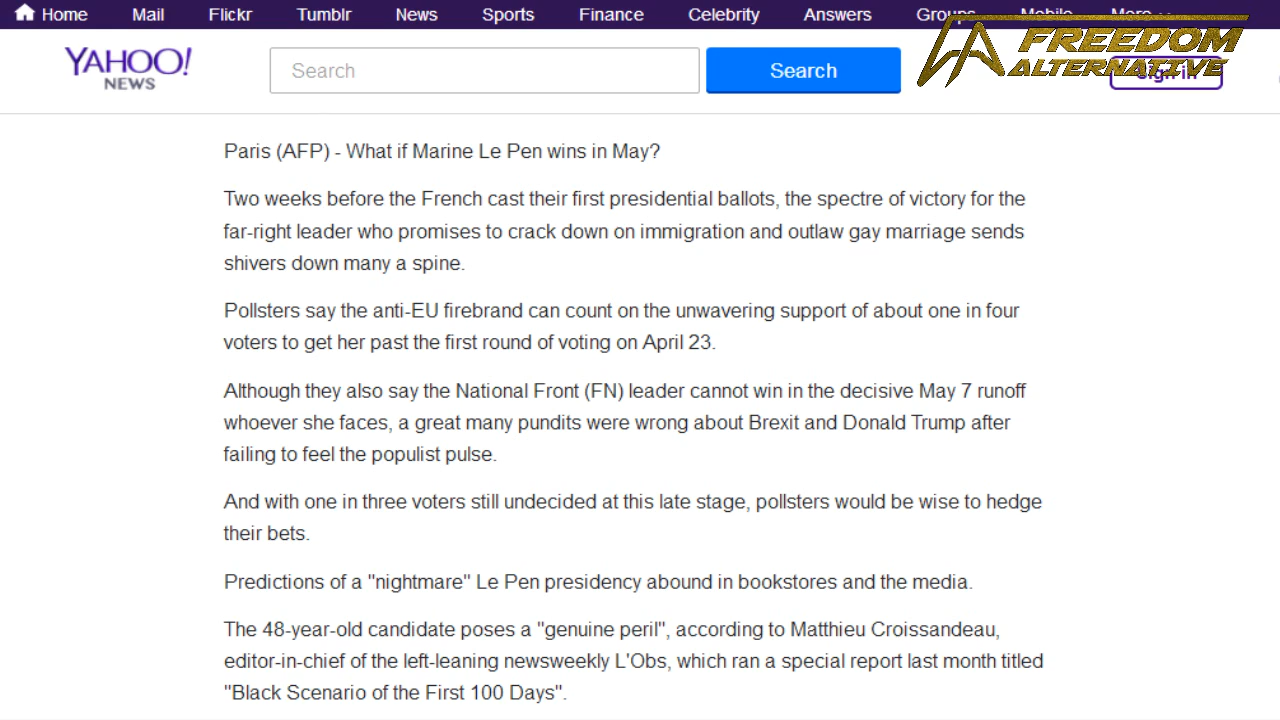 Home Mail Flickr Tumblr News Sports Finance Celebrity Answers Groups Mobile More
YAHOO!
NEWS
Search
Search
FREEDOM
ALTERNATIVE
Sign in
Paris (AFP) - What if Marine Le Pen wins in May?
Two weeks before the French cast their first presidential ballots, the spectre of victory for the
far-right leader who promises to crack down on immigration and outlaw gay marriage sends
shivers down many a spine.
Pollsters say the anti-EU firebrand can count on the unwavering support of about one in four
voters to get her past the first round of voting on April 23.
Although they also say the National Front (FN) leader cannot win in the decisive May 7 runoff
whoever she faces, a great many pundits were wrong about Brexit and Donald Trump after
failing to feel the populist pulse.
And with one in three voters still undecided at this late stage, pollsters would be wise to hedge
their bets.
Predictions of a "nightmare" Le Pen presidency abound in bookstores and the media.
The 48-year-old candidate poses a "genuine peril", according to Matthieu Croissandeau,
editor-in-chief of the left-leaning newsweekly L'Obs, which ran a special report last month titled
"Black Scenario of the First 100 Days".